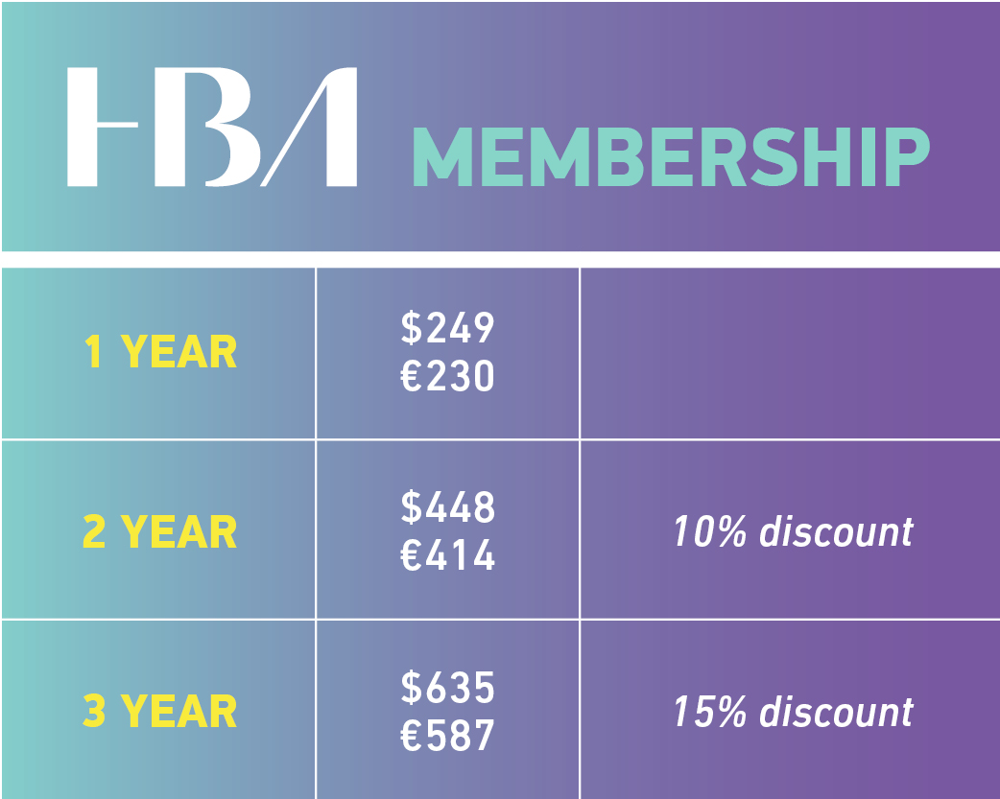 HBA MEMBERSHIP
1 YEAR
$249
€230
2 YEAR
$448
€414
10% discount
3 YEAR
$635
€587
15% discount